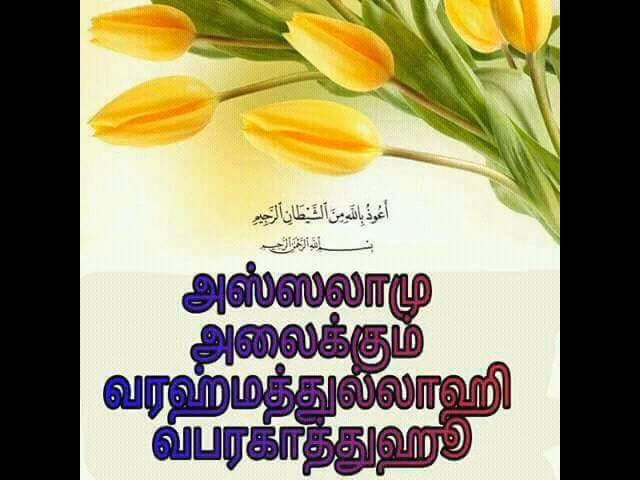 أَعُوذُ بِاللَّهِ مِنَ الشَّيْطَانِ الرَّجِيمِ
بِسْمِ اللَّهِ الرَّحْمَٰنِ الرَّحِيمِ
அஸ்ஸலாமு
அலைக்கும்
வரஹ்மத்துல்லாஹி
வபரகாத்துஹூ